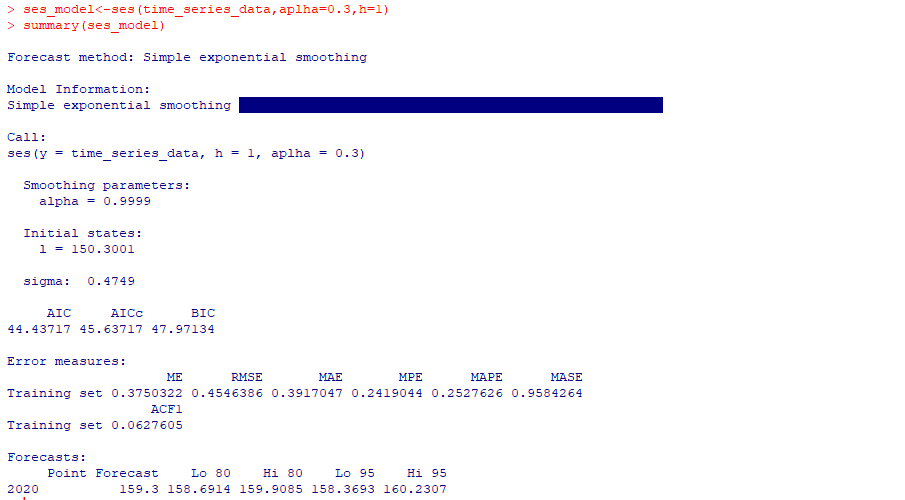 > ses_model<-ses(time_series_data,aplha=0.3,h=1)
> summary(ses_model)
Forecast method: Simple exponential smoothing
Model Information:
Simple exponential smoothing
Call:
ses(y = time_series_data, h = 1, aplha = 0.3)
Smoothing parameters:
alpha = 0.9999
Initial states:
l = 150.3001
sigma: 0.4749
AIC AICc BIC
44.43717 45.63717 47.97134
Error measures:
ME RMSE MAE MPE MAPE MASE
Training set 0.3750322 0.4546386 0.3917047 0.2419044 0.2527626 0.9584264
ACF1
Training set 0.0627605
Forecasts:
Point Forecast Lo 80 Hi 80 Lo 95 Hi 95
2020 159.3 158.6914 159.9085 158.3693 160.2307